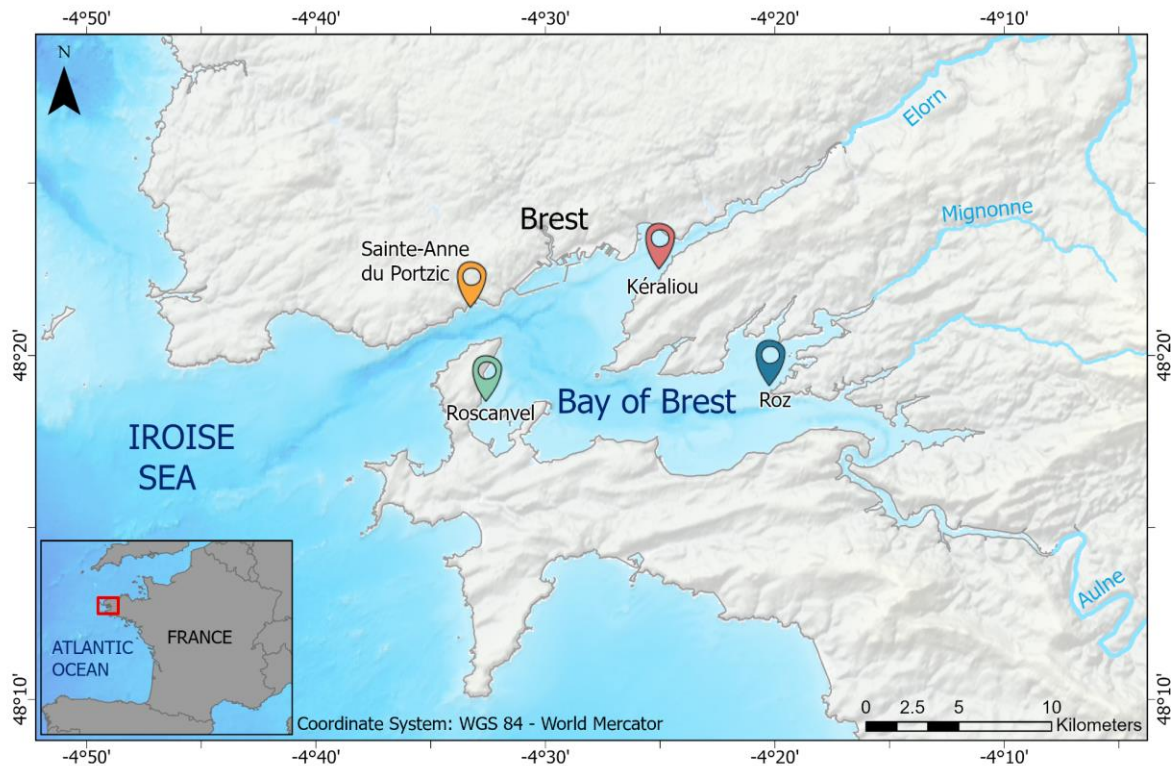 -4°50'
-4°40'
-4°30'
-4°20'
-4°10'
N
Elorn
Mignonne
Brest
Sainte-Anne
du Portzic
Kéraliou
48°20'
48°20'
Roscanvel
Bay of Brest
Roz
IROISE
SEA
Aulne
FRANCE
ATLANTIC
OCEAN
48°10'
48°10'
0 2.5 5 10
Kilometers
Coordinate System: WGS 84 - World Mercator
-4°50'
-4°40'
-4°30'
-4°20'
-4°10'